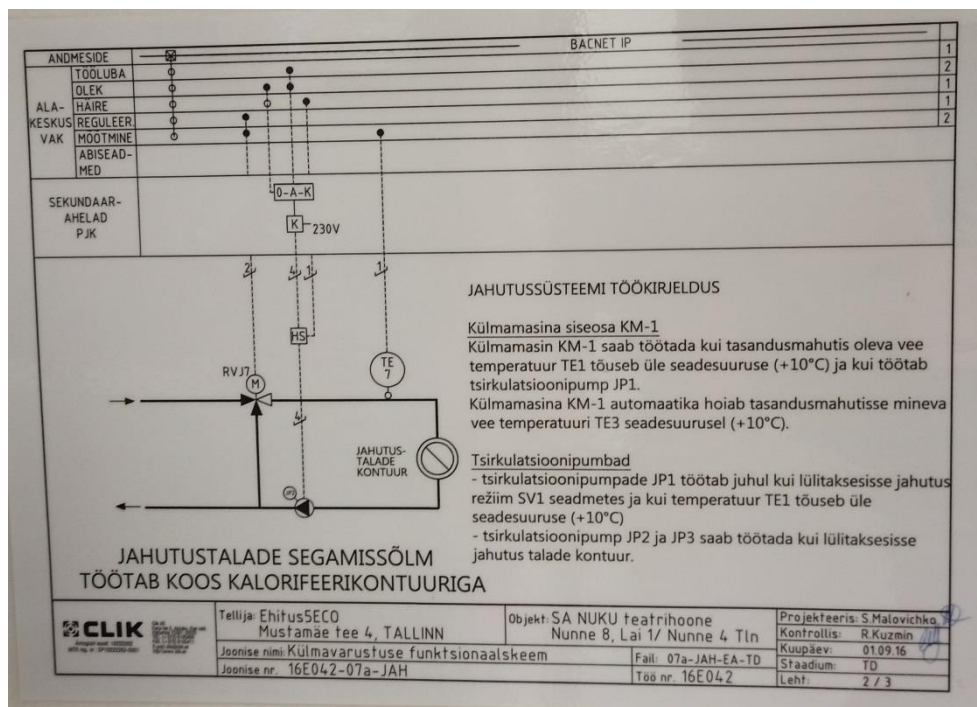 ANDMESIDE
BACNET IP
1
ALA-
KESKUS
VAK
TÖÖLUBA
2
OLEK
1
HÄIRE
1
REGULEER.
1
MÕÕTMINE
2
ABISEAD-
MED
SEKUNDAAR-
AHELAD
PJK
0-A-K
K
230V
2
4
1
1
HS
TE
7
RVJ7
M
4
JAHUTUS-
TALADE
KONTUUR
JP2
JAHUTUSTALADE SEGAMISSÕLM
TÖÖTAB KOOS KALORIFEERIKONTUURIGA
JAHUTUSSÜSTEEMI TÖÖKIRJELDUS
Külmamasina siseosa KM-1
Külmamasin KM-1 saab töötada kui tasandusmahutis oleva vee
temperatuur TE1 tõuseb üle seadesuuruse (+10°C) ja kui töötab
tsirkulatsioonipump JP1.
Külmamasina KM-1 automaatika hoiab tasandusmahutisse mineva
vee temperatuuri TE3 seadesuurusel (+10°C).
Tsirkulatsioonipumbad
- tsirkulatsioonipumpade JP1 töötab juhul kui lülitaksesisse jahutus
režiim SV1 seadmetes ja kui temperatuur TE1 tõuseb üle
seadesuuruse (+10°C)
- tsirkulatsioonipump JP2 ja JP3 saab töötada kui lülitaksesisse
jahutus talade kontuur.
CLIK
Tellija: Ehitus5ECO
Mustamäe tee 4, TALLINN
Objekt: SA NUKU teatrihoone
Nunne 8, Lai 1/ Nunne 4 Tln
Joonise nimi: Külmavarustuse funktsionaalskeem
Fail: 07a-JAH-EA-TD
Joonise nr. 16E042-07a-JAH
Töö nr. 16E042
Projekteeris: S.Malovichko
Kontrollis: R.Kuzmin
Kuupäev: 01.09.16
Staadium: TD
Leht: 2 / 3